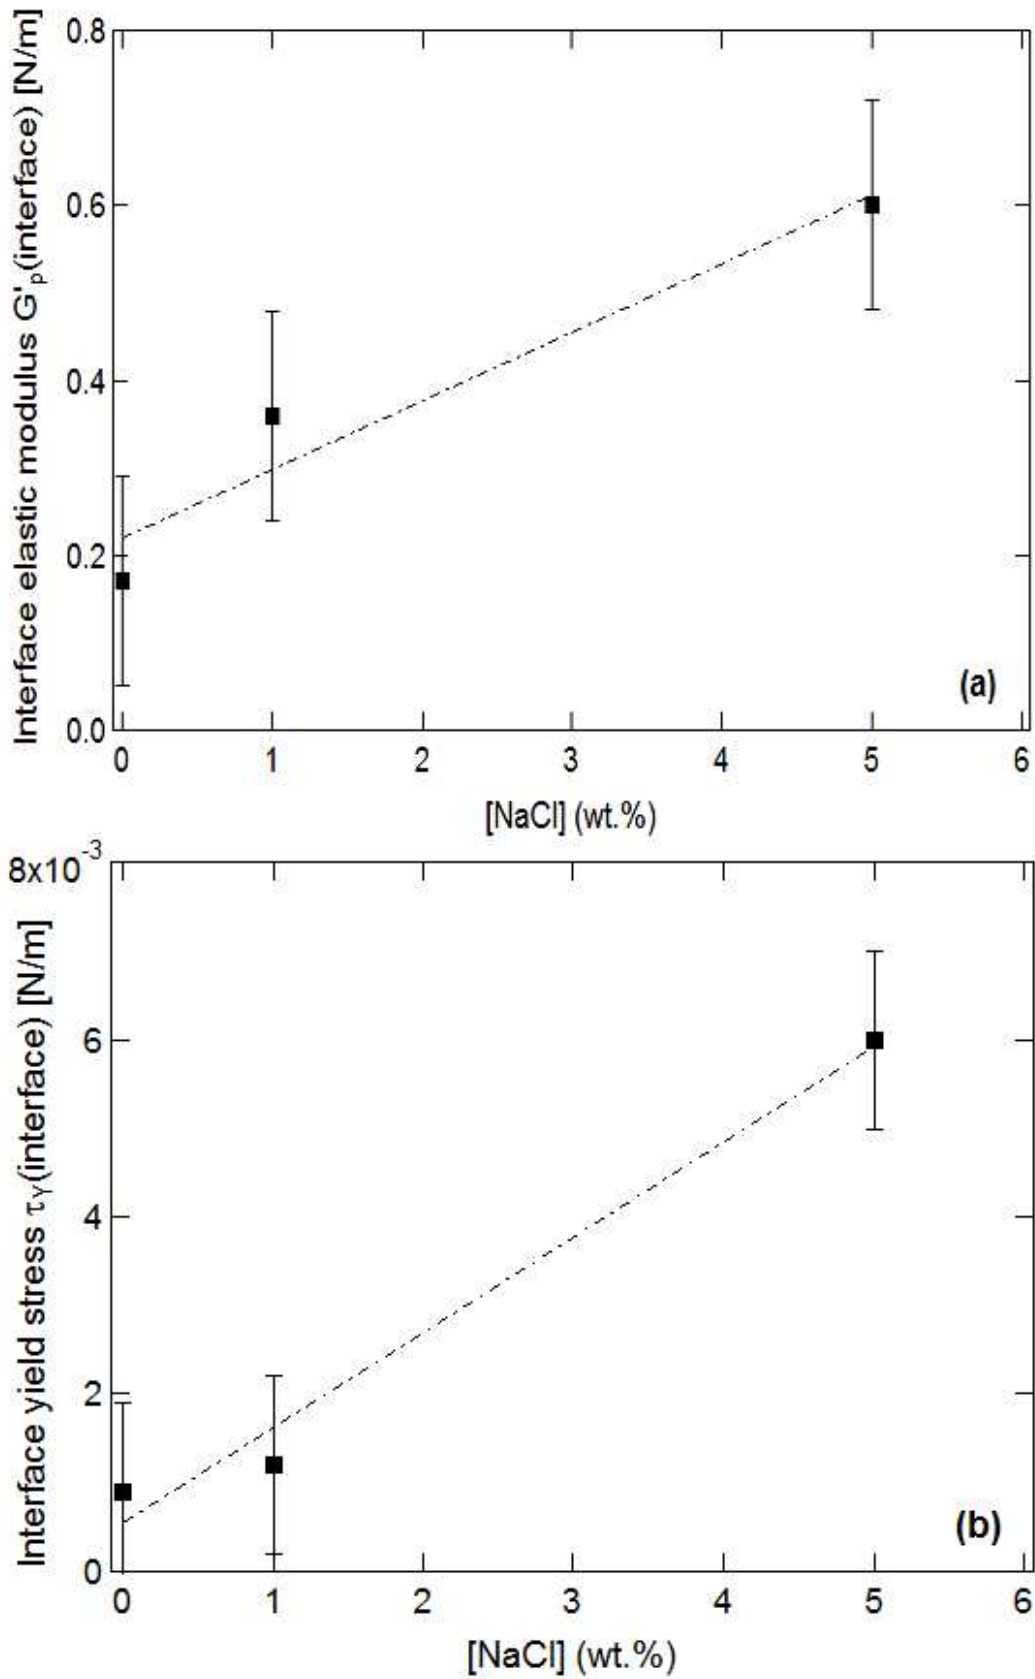 Interface elastic modulus G'p(interface) [N/m]
0.8
0.6
0.4
0.2
0.0
(a)
0 1 2 3 4 5 6
[NaCl] (wt.%)
8x10-3
Interface yield stress τY(interface) [N/m]
6
4
2
0
(b)
0 1 2 3 4 5 6
[NaCl] (wt.%)